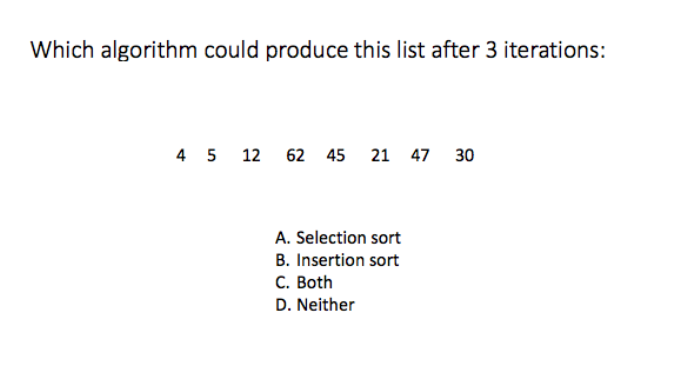 Which algorithm could produce this list after 3 iterations:
4 5 12 62 45 21 47 30
A. Selection sort
B. Insertion sort
C. Both
D. Neither